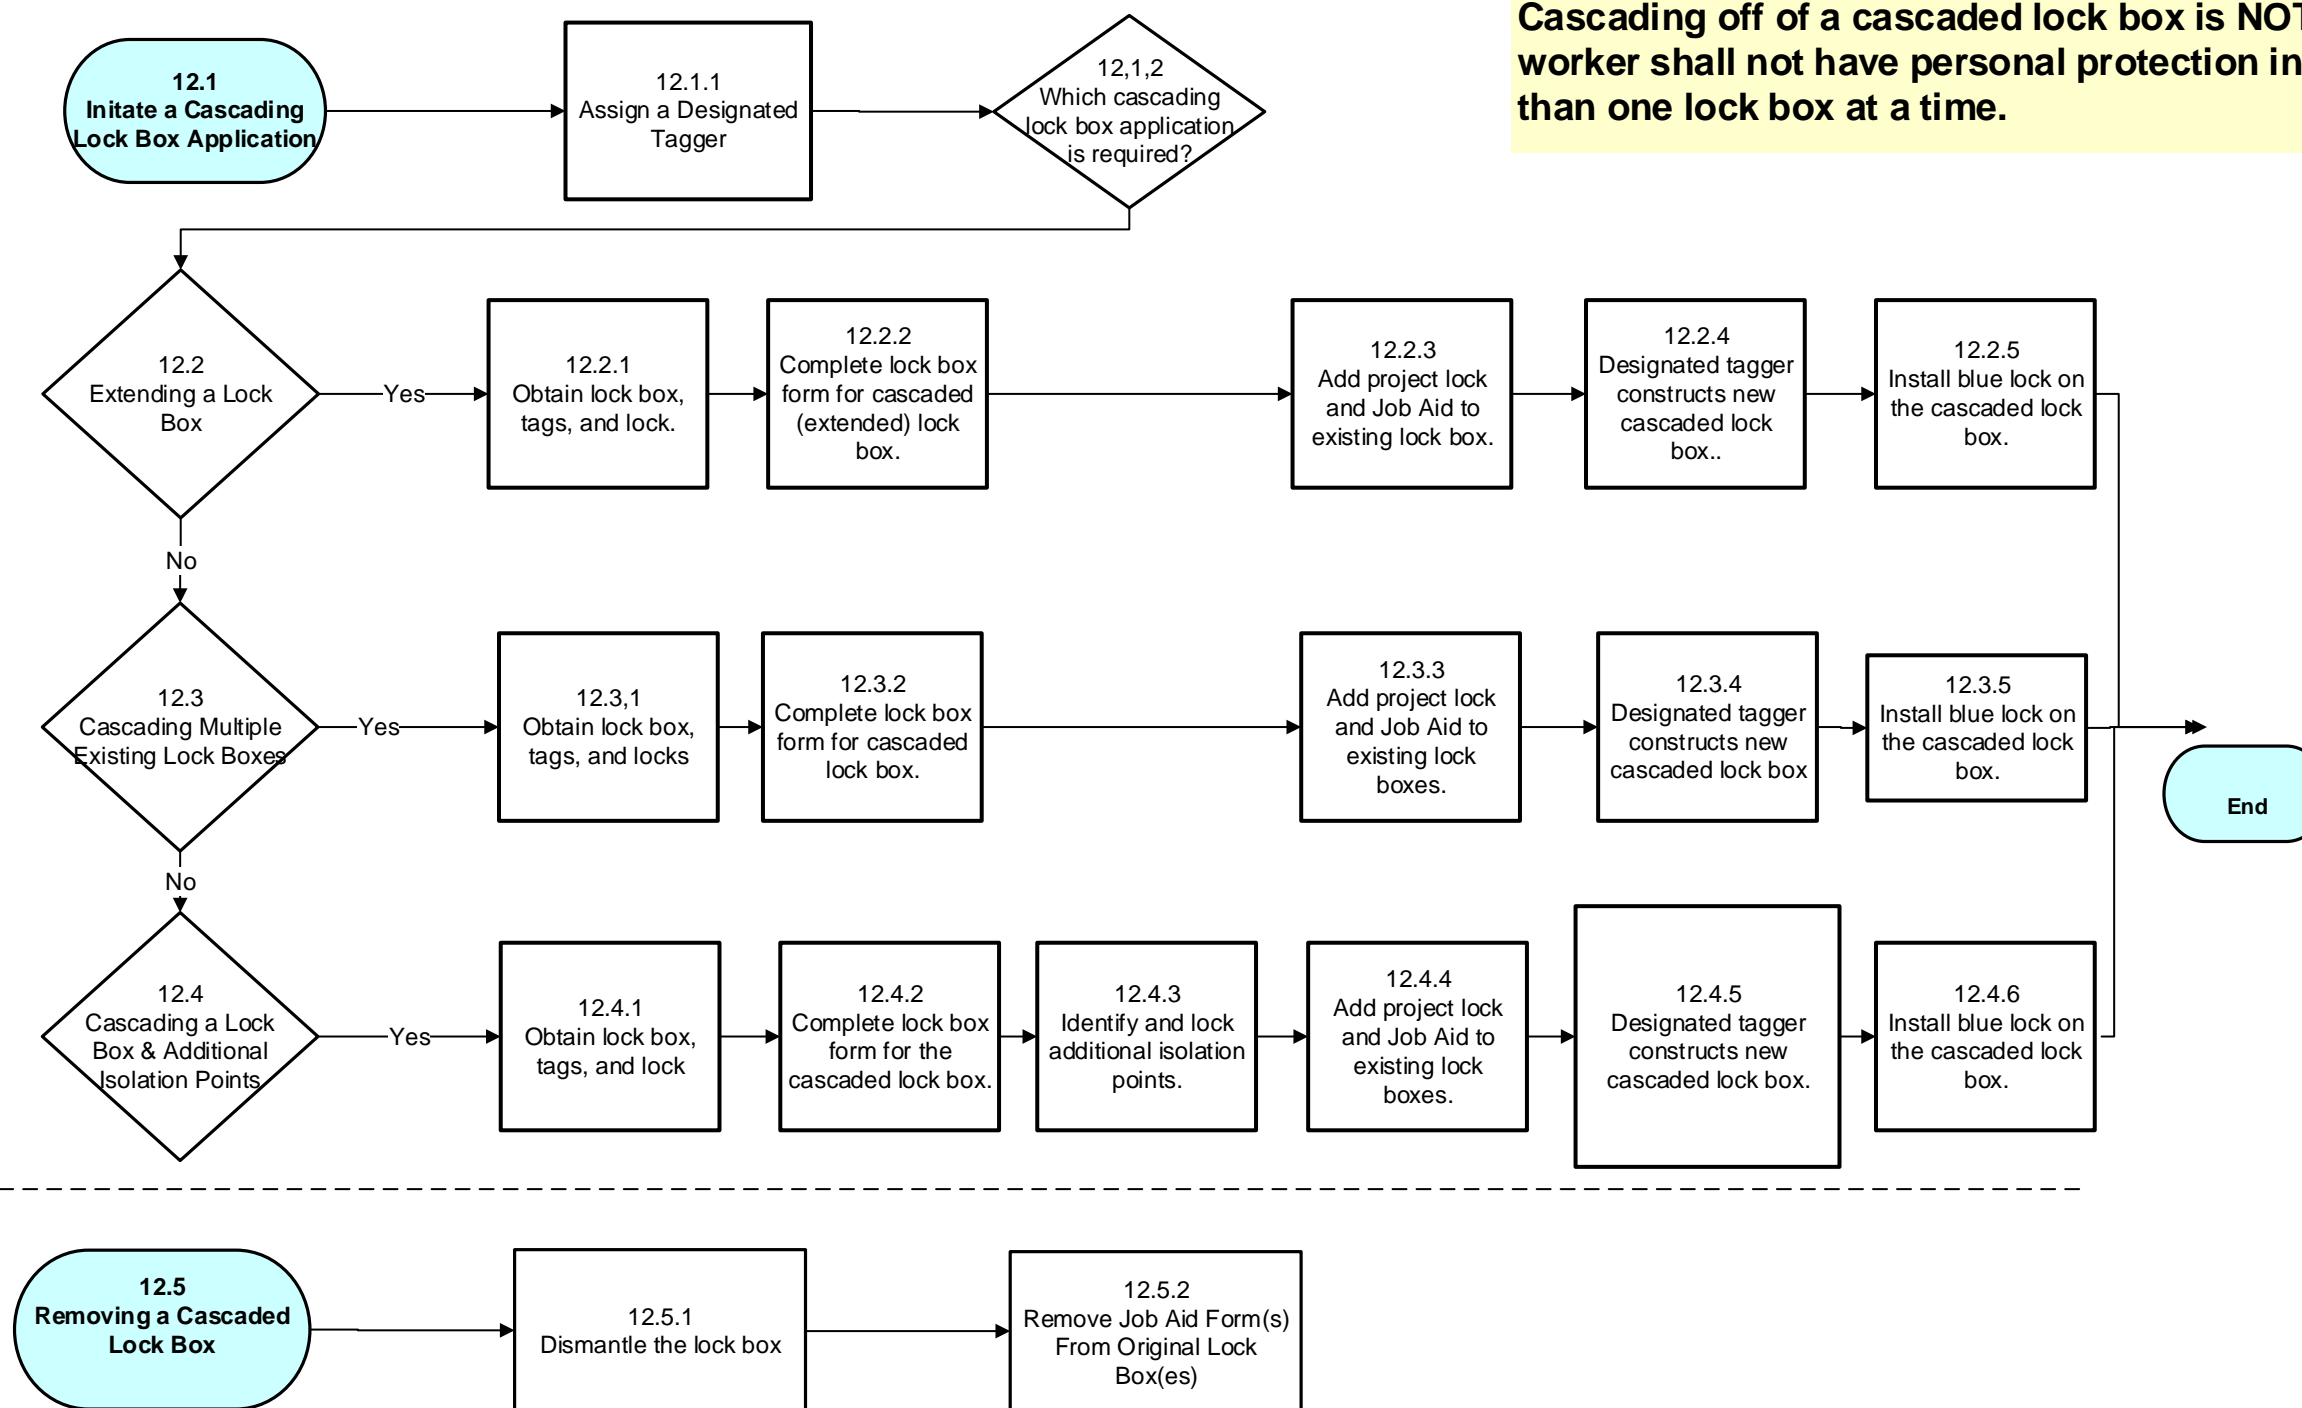 Cascading off of a cascaded lock box is NOT
worker shall not have personal protection in
than one lock box at a time.
12.1
Initate a Cascading
Lock Box Application
12.1.1
Assign a Designated
Tagger
12,1,2
Which cascading
lock box application
is required?
12.2
Extending a Lock
Box
Yes
12.2.1
Obtain lock box,
tags, and lock.
12.2.2
Complete lock box
form for cascaded
(extended) lock
box.
12.2.3
Add project lock
and Job Aid to
existing lock box.
12.2.4
Designated tagger
constructs new
cascaded lock
box..
12.2.5
Install blue lock on
the cascaded lock
box.
No
12.3
Cascading Multiple
Existing Lock Boxes
Yes
12.3,1
Obtain lock box,
tags, and locks
12.3.2
Complete lock box
form for cascaded
lock box.
12.3.3
Add project lock
and Job Aid to
existing lock
boxes.
12.3.4
Designated tagger
constructs new
cascaded lock box
12.3.5
Install blue lock on
the cascaded lock
box.
End
No
12.4
Cascading a Lock
Box & Additional
Isolation Points
Yes
12.4.1
Obtain lock box,
tags, and lock
12.4.2
Complete lock box
form for the
cascaded lock box.
12.4.3
Identify and lock
additional isolation
points.
12.4.4
Add project lock
and Job Aid to
existing lock
boxes.
12.4.5
Designated tagger
constructs new
cascaded lock box.
12.4.6
Install blue lock on
the cascaded lock
box.
12.5
Removing a Cascaded
Lock Box
12.5.1
Dismantle the lock box
12.5.2
Remove Job Aid Form(s)
From Original Lock
Box(es)